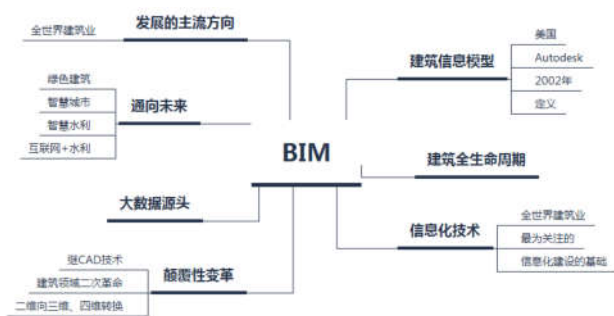 BIM
发展的主流方向
全世界建筑业
通向未来
绿色建筑
智慧城市
智慧水利
互联网+水利
大数据源头
颠覆性变革
继CAD技术
建筑领域二次革命
二维向三维、四维转换
建筑信息模型
美国
Autodesk
2002年
定义
建筑全生命周期
信息化技术
全世界建筑业
最为关注的
信息化建设的基础